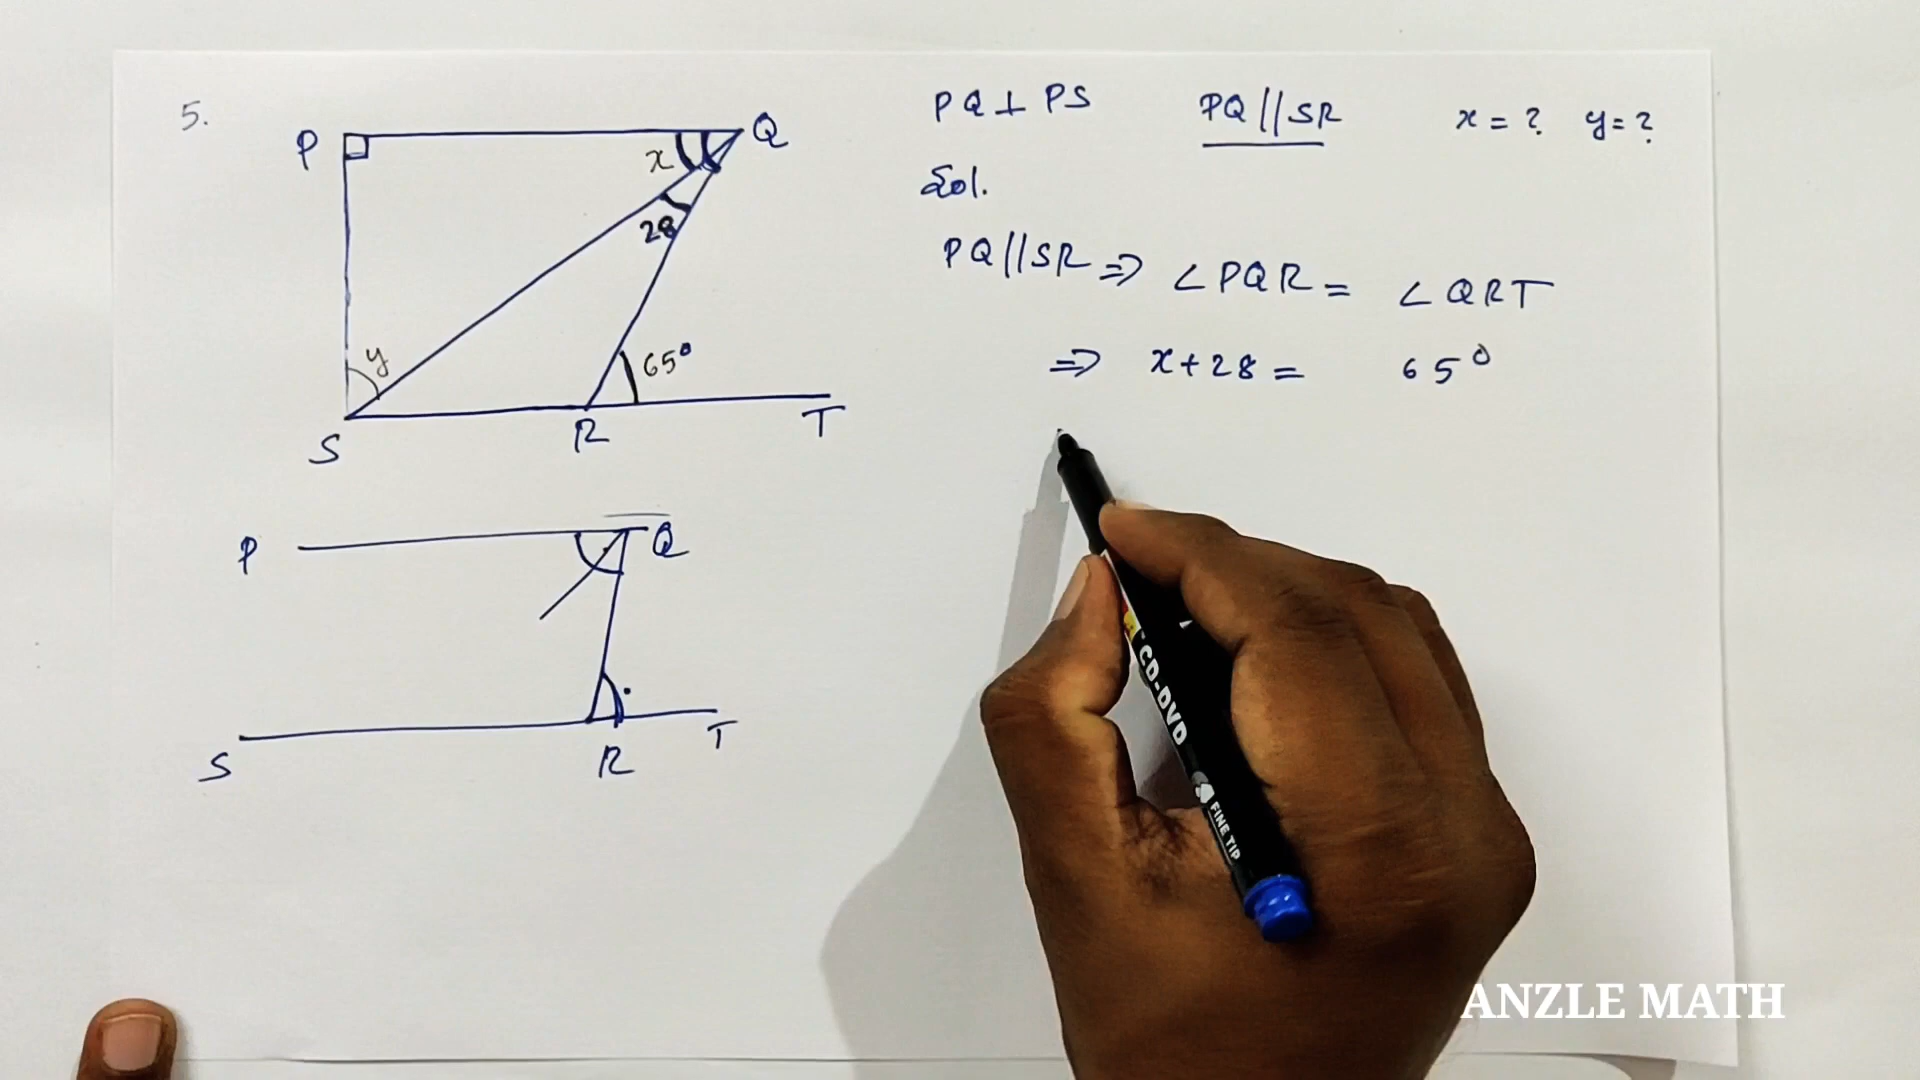 5.
P
Q
x
28
y
65°
S
R
T
PQ ⊥ PS PQ // SR x = ? y = ?
Sol.
PQ // SR ⇒ ∠PQR = ∠QRT
⇒ x + 28 = 65°
P
Q
S
R
T
CD-DVD
FINE TIP
ANZLE MATH